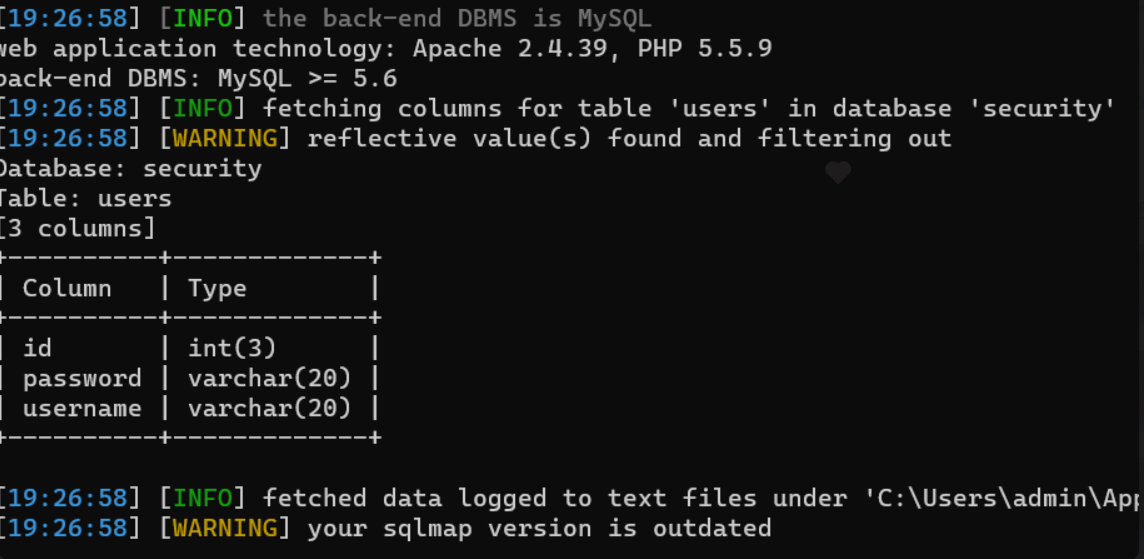 [19:26:58] [INFO] the back-end DBMS is MySQL
web application technology: Apache 2.4.39, PHP 5.5.9
back-end DBMS: MySQL >= 5.6
[19:26:58] [INFO] fetching columns for table 'users' in database 'security'
[19:26:58] [WARNING] reflective value(s) found and filtering out
Database: security
Table: users
[3 columns]
+----------+-------------+
| Column   | Type        |
+----------+-------------+
| id       | int(3)      |
| password | varchar(20) |
| username | varchar(20) |
+----------+-------------+
[19:26:58] [INFO] fetched data logged to text files under 'C:\Users\admin\App
[19:26:58] [WARNING] your sqlmap version is outdated